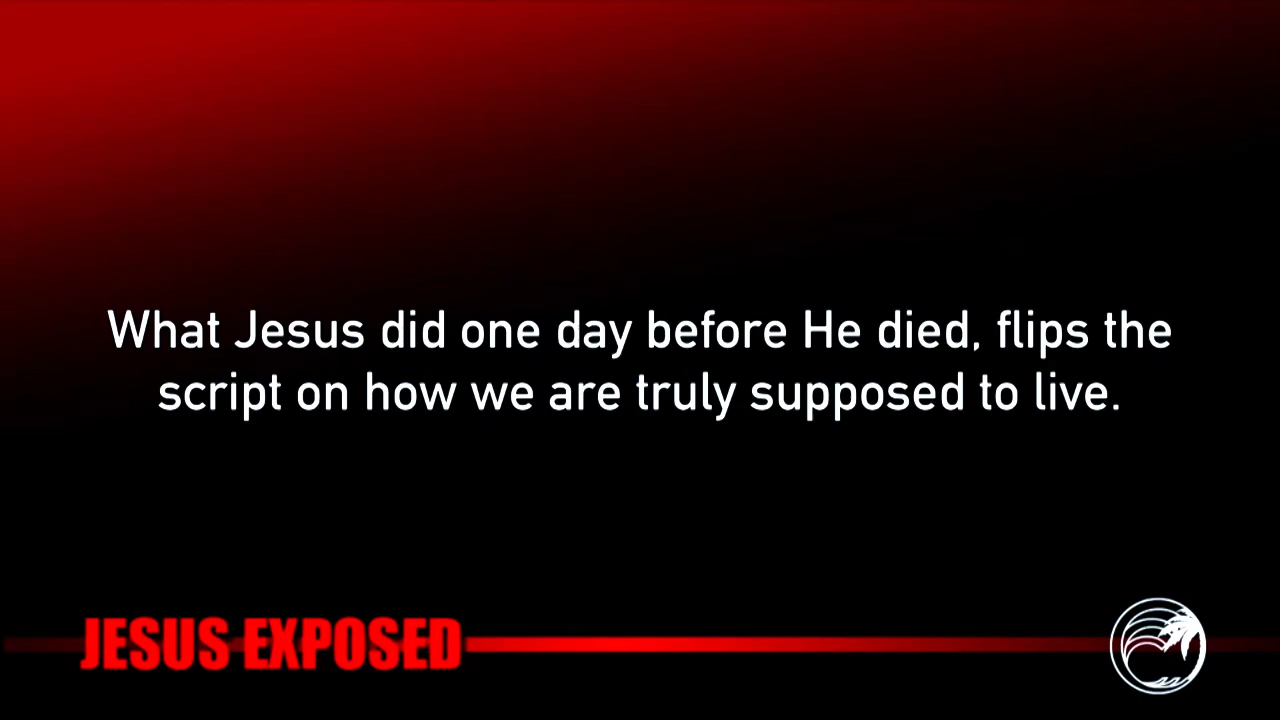 What Jesus did one day before He died, flips the
script on how we are truly supposed to live.
JESUS EXPOSED